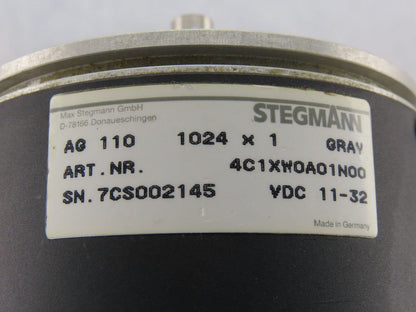 Max Stegmann GmbH
D-78166 Donaueschingen
STEGMANN
AG 110 1024 x 1 GRAY
ART.NR. 4C1XW0A01N00
SN.7CS002145 VDC 11-32
Made in Germany